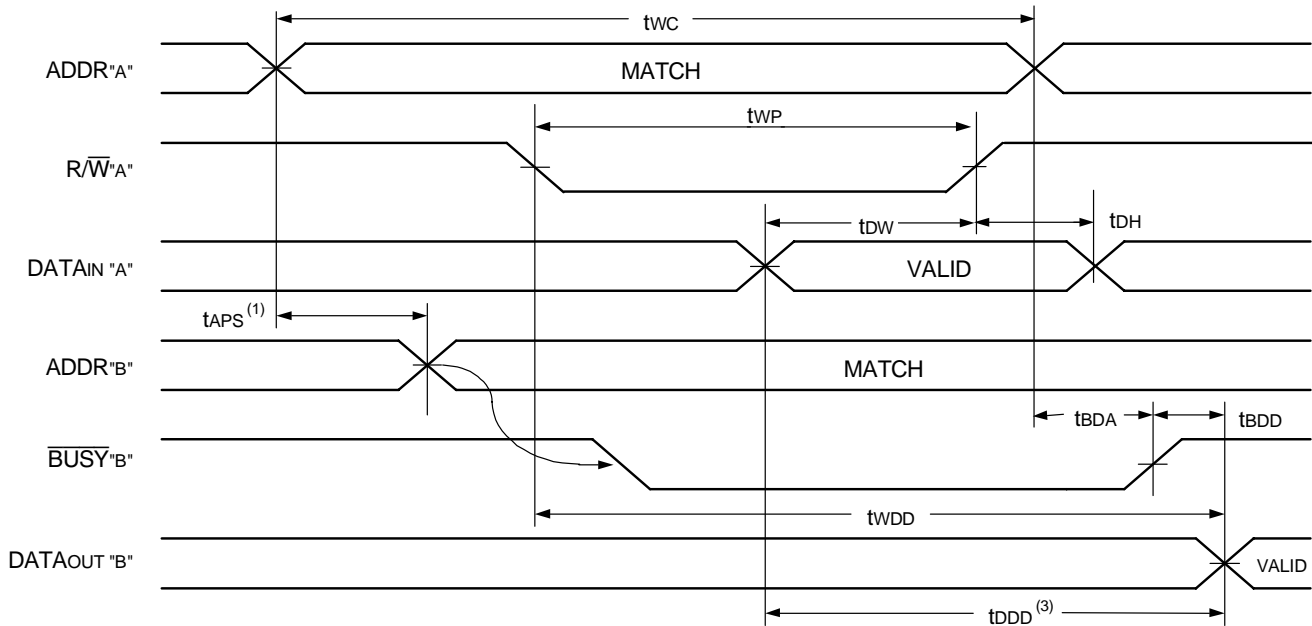 tWC
ADDR"A"
MATCH
tWP
R/W̅"A"
tDW
tDH
DATAIN "A"
VALID
tAPS (1)
ADDR"B"
MATCH
tBDA
tBDD
B̅U̅S̅Y̅"B"
tWDD
DATAOUT "B"
VALID
tDDD (3)